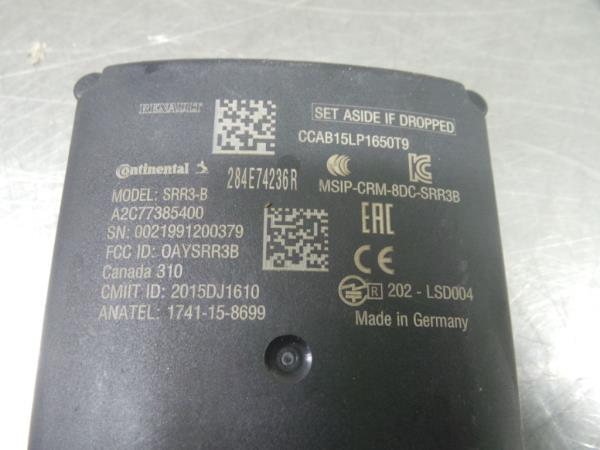 RENAULT
SET ASIDE IF DROPPED
CCAB15LP1650T9
Continental
284E74236R
MSIP-CRM-8DC-SRR3B
MODEL: SRR3-B
A2C77385400
SN: 0021991200379
FCC ID: OAYSRR3B
Canada 310
CMIIT ID: 2015DJ1610
ANATEL: 1741-15-8699
EAC
CE
R 202 - LSD004
Made in Germany